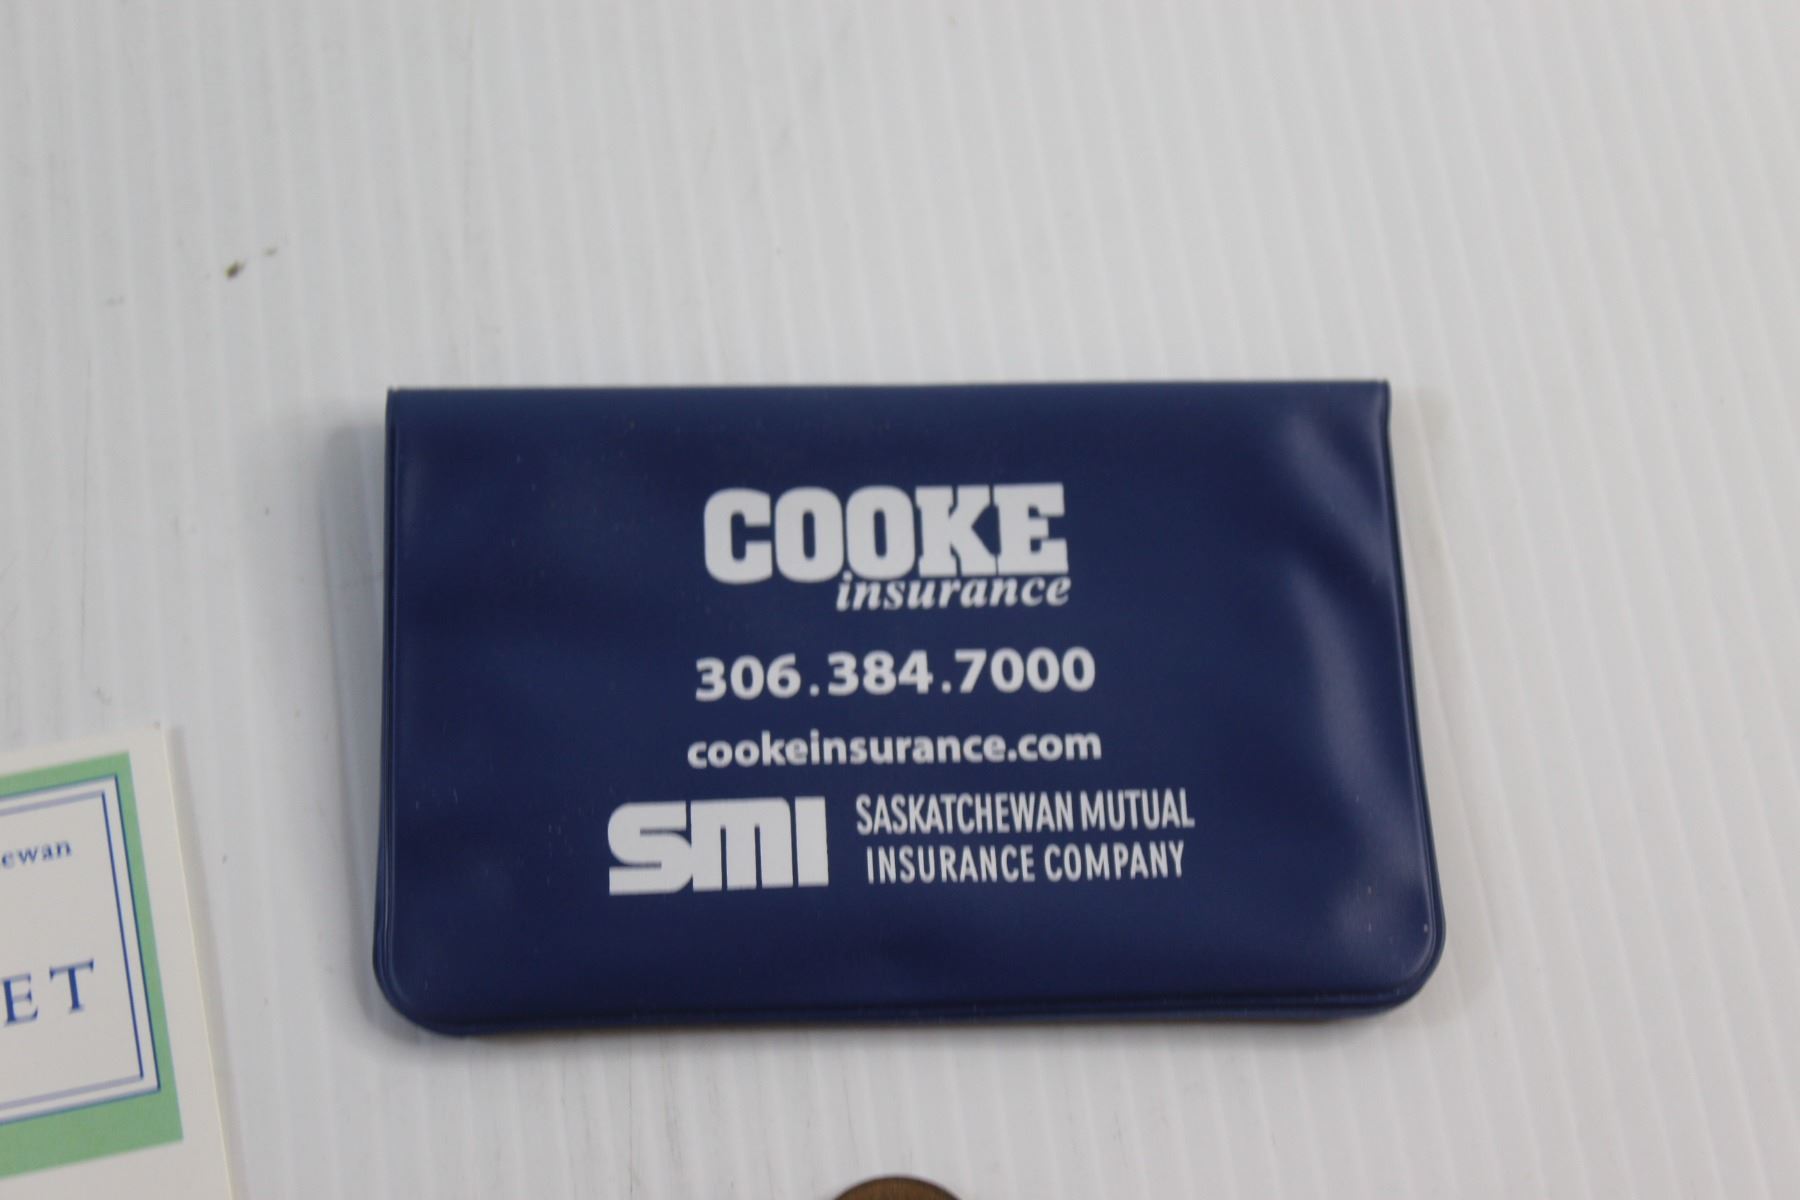 COOKE
insurance
306.384.7000
cookeinsurance.com
smi SASKATCHEWAN MUTUAL
INSURANCE COMPANY
ewan
ET